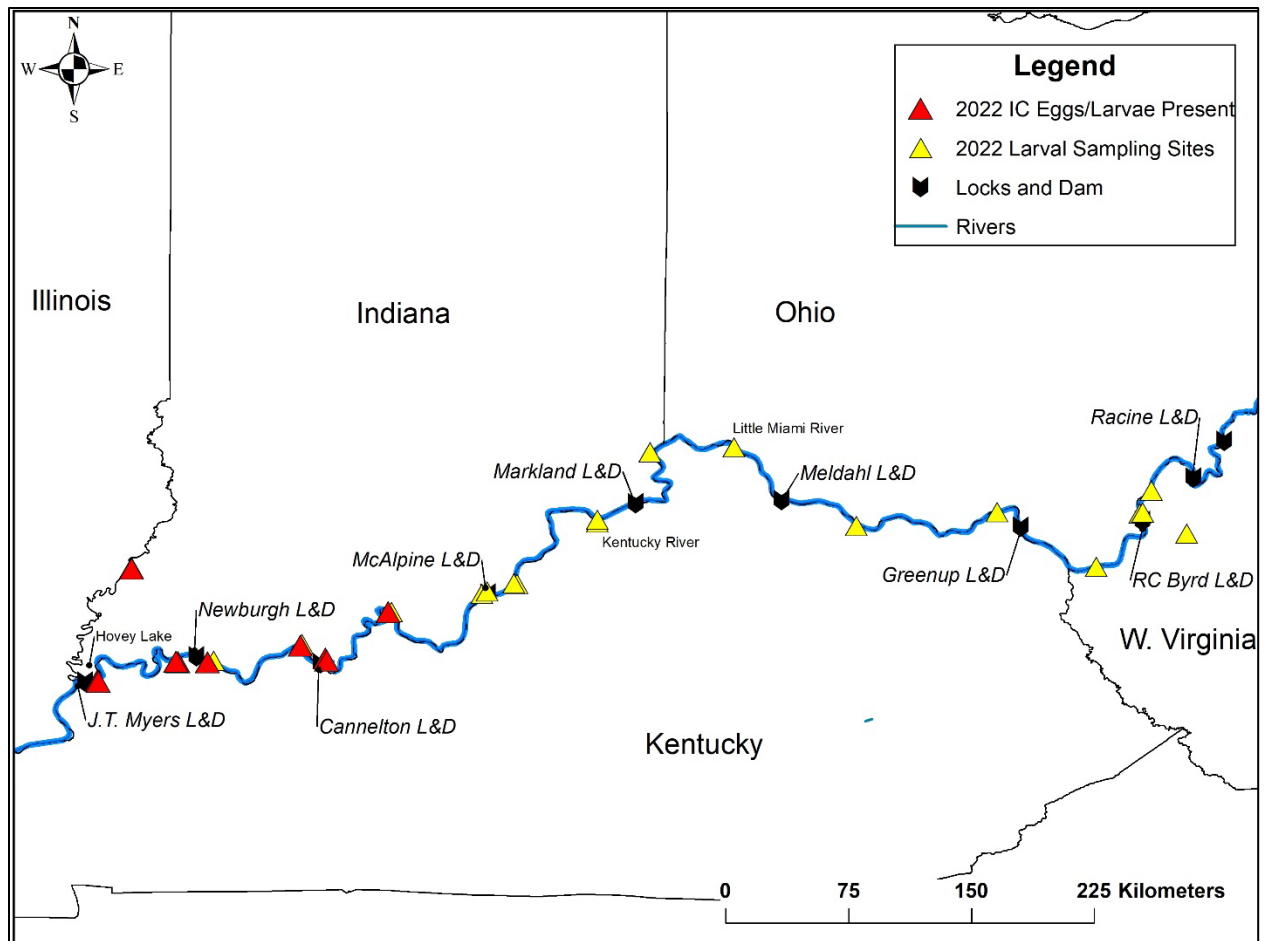 N
W E
S
Legend
2022 IC Eggs/Larvae Present
2022 Larval Sampling Sites
Locks and Dam
Rivers
Illinois
Indiana
Ohio
Racine L&D
Little Miami River
Markland L&D
Meldahl L&D
Kentucky River
McAlpine L&D
Greenup L&D
RC Byrd L&D
Newburgh L&D
Hovey Lake
W. Virginia
J.T. Myers L&D
Cannelton L&D
Kentucky
0 75 150 225 Kilometers